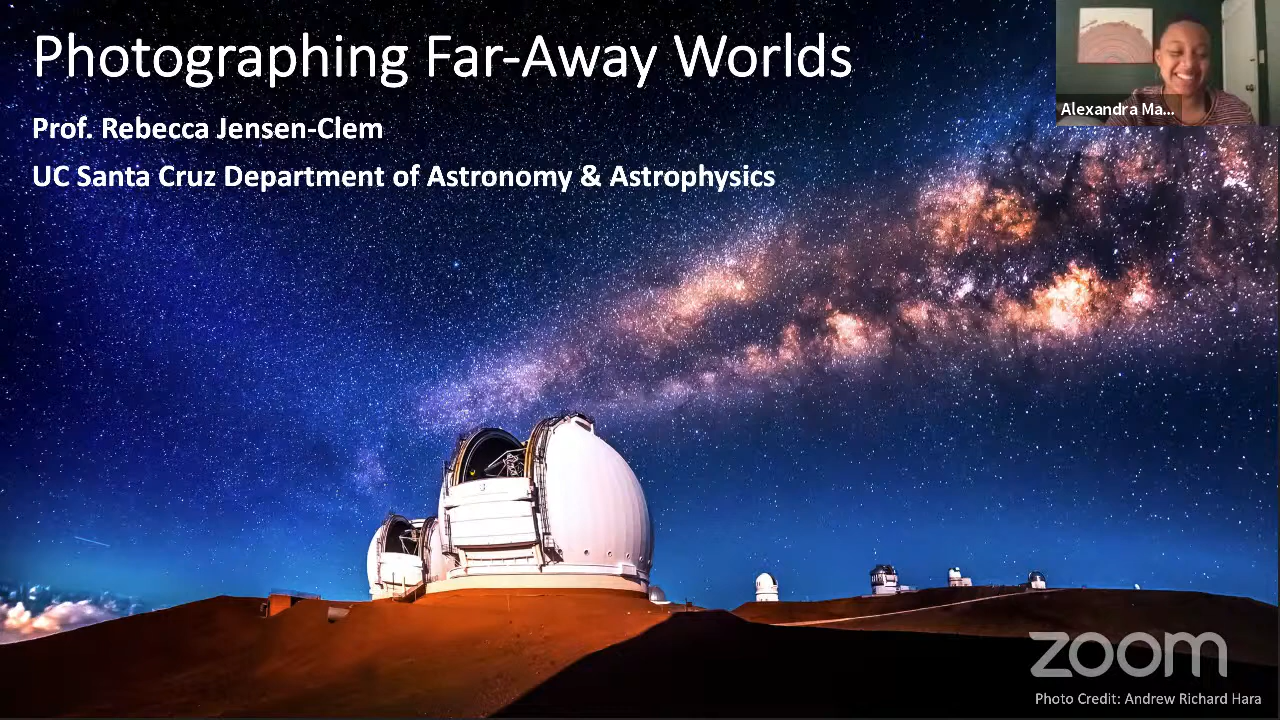 Photographing Far-Away Worlds
Prof. Rebecca Jensen-Clem
UC Santa Cruz Department of Astronomy & Astrophysics
Alexandra Ma...
zoom
Photo Credit: Andrew Richard Hara